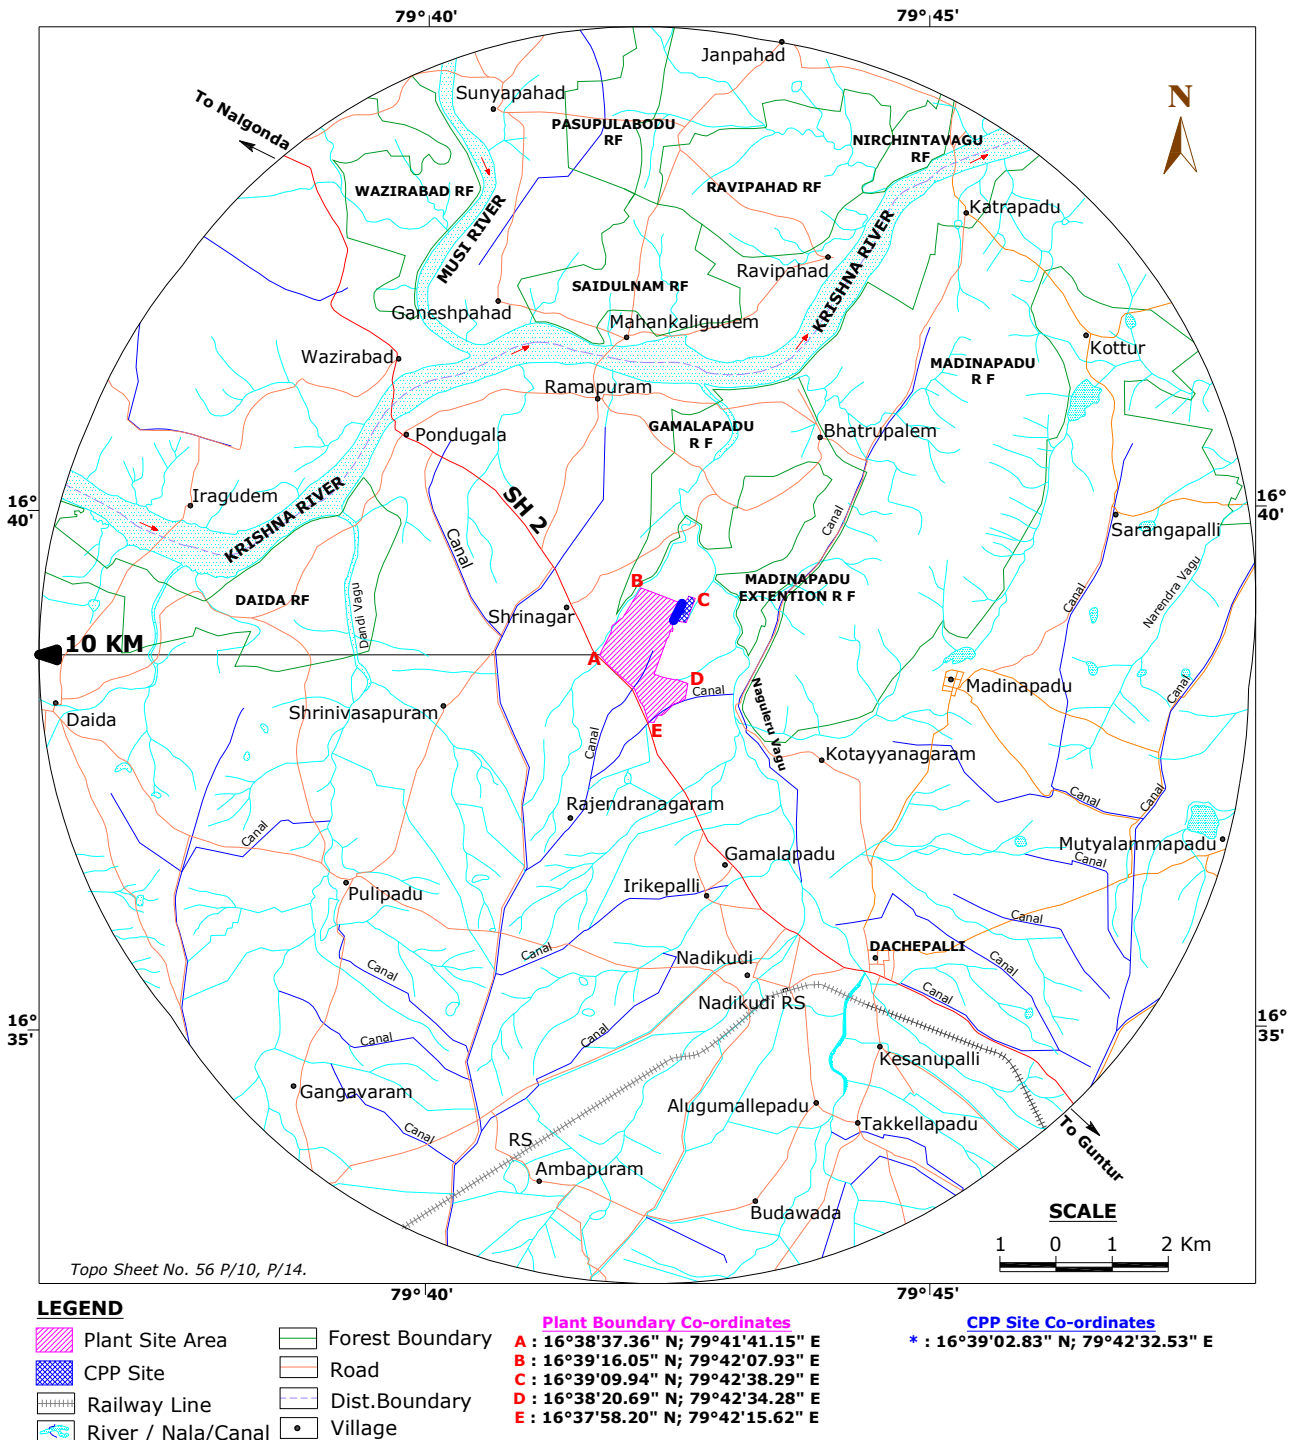 79° 40'
79° 45'
Janpahad
N
To Nalgonda
Sunyapahad
PASUPULABODU
RF
NIRCHINTAVAGU
RF
WAZIRABAD RF
RAVIPAHAD RF
Katrapadu
MUSI RIVER
KRISHNA RIVER
Ravipahad
SAIDULNAM RF
Ganeshpahad
Mahankaligudem
Wazirabad
Kottur
MADINAPADU
R F
Ramapuram
GAMALAPADU
R F
Bhatrupalem
Pondugala
SH 2
16°
40'
Iragudem
KRISHNA RIVER
Canal
Canal
16°
40'
Sarangapalli
Narendra Vagu
B
MADINAPADU
EXTENTION R F
C
Canal
DAIDA RF
Dandi Vagu
Shrinagar
10 KM
A
D
Canal
Madinapadu
Canal
Daida
Shrinivasapuram
Naguleru Vagu
E
Canal
Kotayyanagaram
Rajendranagaram
Canal
Canal
Canal
Mutyalammapadu
Canal
Gamalapadu
Irikepalli
Pulipadu
Canal
DACHEPALLI
Canal
Nadikudi
Canal
Canal
Canal
Nadikudi RS
16°
35'
16°
35'
Canal
Canal
Kesanupalli
Gangavaram
Alugumallepadu
Takkellapadu
To Guntur
Canal
RS
Ambapuram
Budawada
SCALE
1 0 1 2 Km
Topo Sheet No. 56 P/10, P/14.
79° 40'
79° 45'
LEGEND
Plant Site Area
CPP Site
Railway Line
River / Nala/Canal
Forest Boundary
Road
Dist.Boundary
Village
Plant Boundary Co-ordinates
A : 16°38'37.36" N; 79°41'41.15" E
B : 16°39'16.05" N; 79°42'07.93" E
C : 16°39'09.94" N; 79°42'38.29" E
D : 16°38'20.69" N; 79°42'34.28" E
E : 16°37'58.20" N; 79°42'15.62" E
CPP Site Co-ordinates
* : 16°39'02.83" N; 79°42'32.53" E